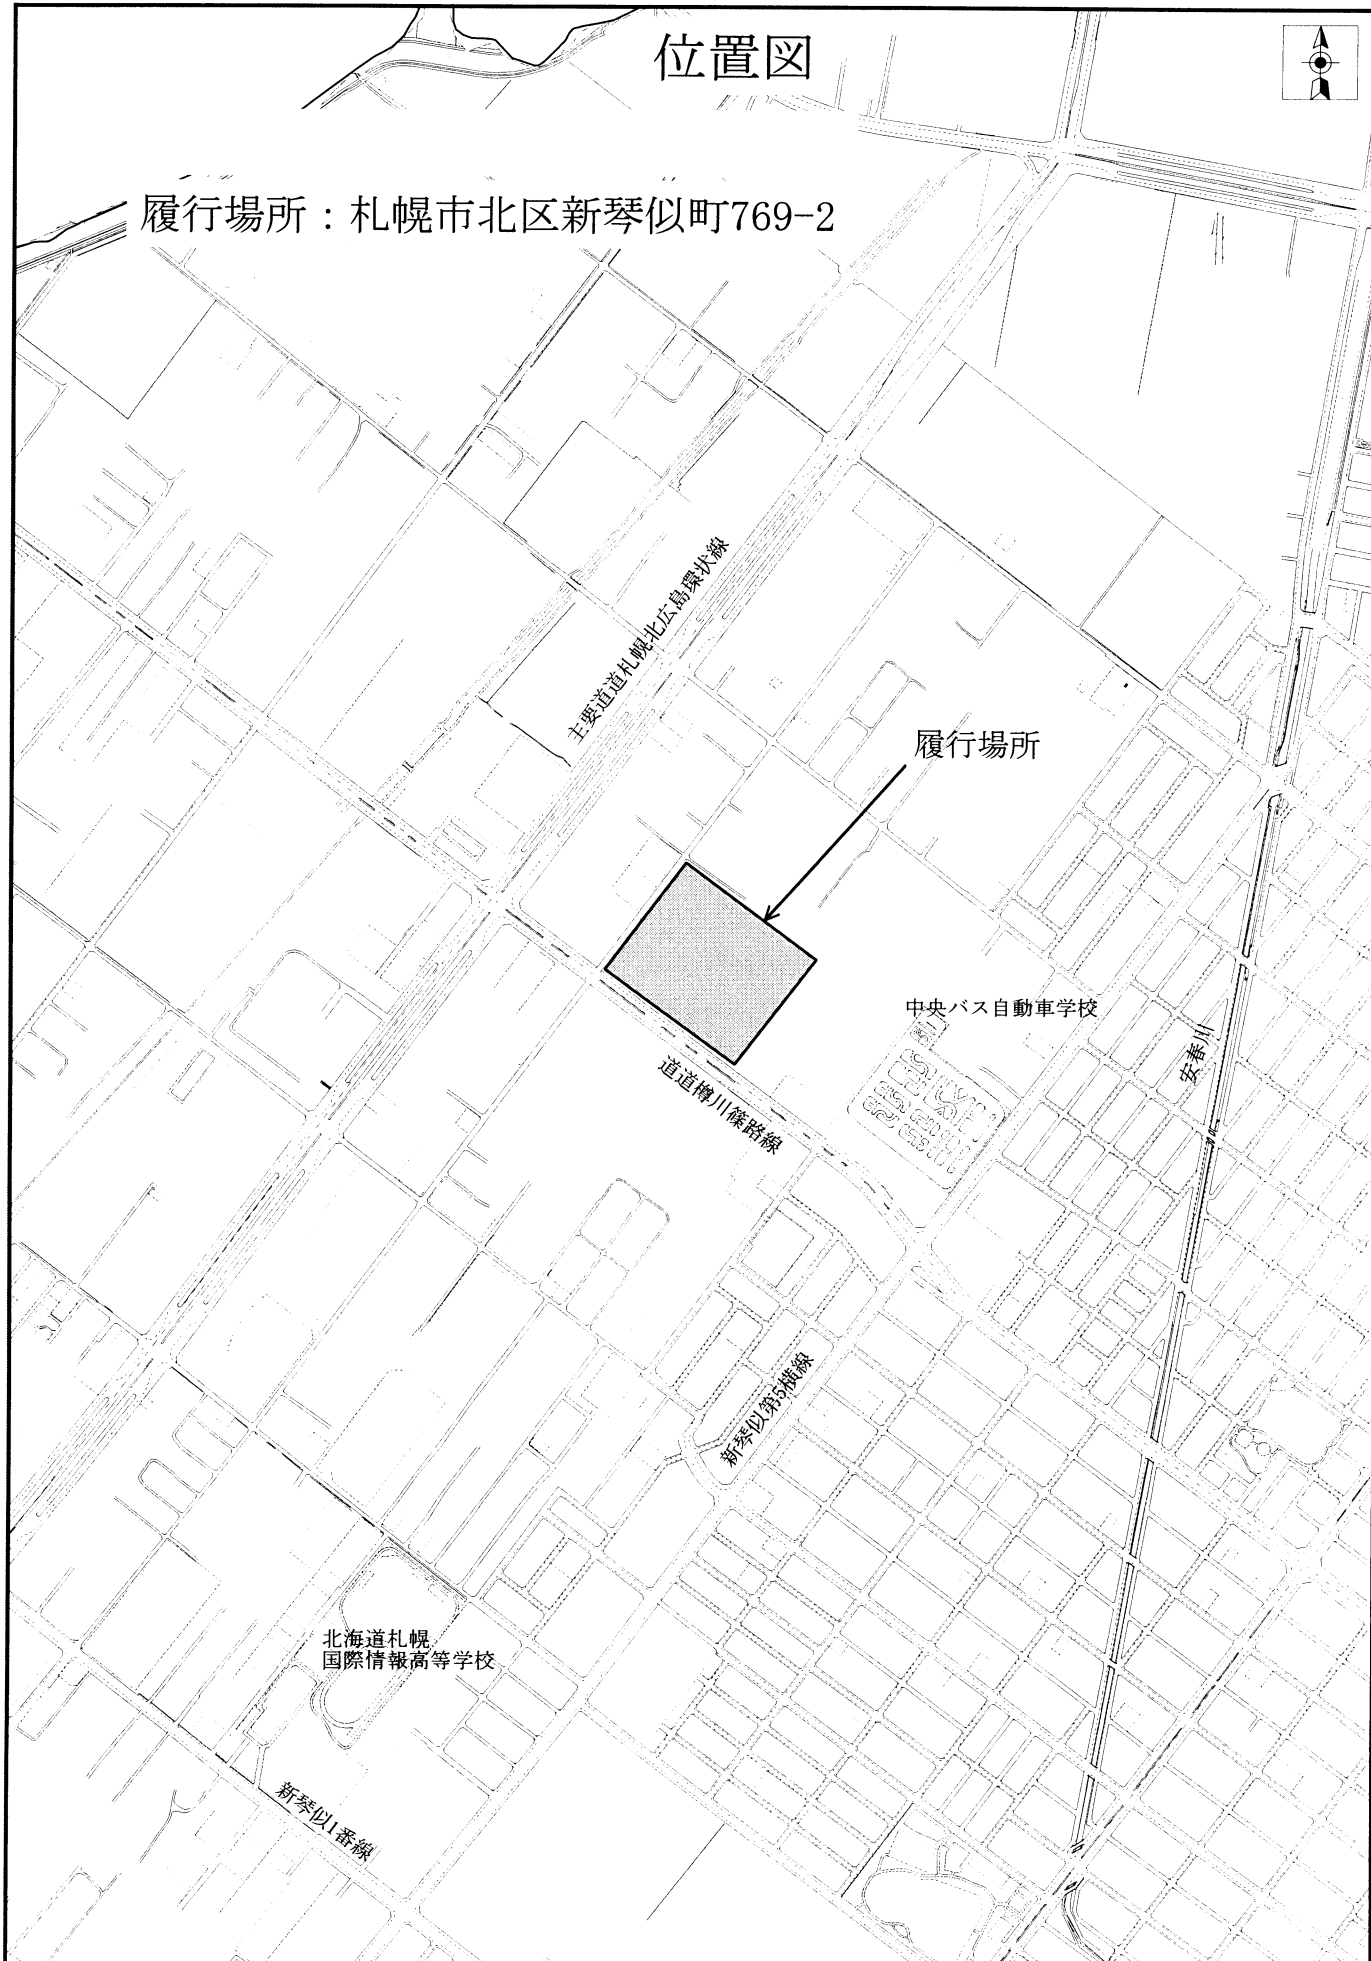 位置図
履行場所：札幌市北区新琴似町769-2
主要道道札幌北広島環状線
履行場所
中央バス自動車学校
安春川
道道樽川篠路線
新琴似第5横線
北海道札幌
国際情報高等学校
新琴似1番線